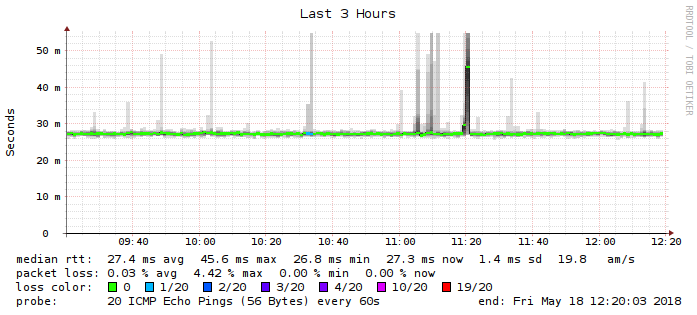 Last 3 Hours
RRDTOOL / TOBI OETIKER
Seconds
50 m
40 m
30 m
20 m
10 m
0
09:40 10:00 10:20 10:40 11:00 11:20 11:40 12:00 12:20
median rtt: 27.4 ms avg 45.6 ms max 26.8 ms min 27.3 ms now 1.4 ms sd 19.8 am/s
packet loss: 0.03 % avg 4.42 % max 0.00 % min 0.00 % now
loss color: 0 1/20 2/20 3/20 4/20 10/20 19/20
probe: 20 ICMP Echo Pings (56 Bytes) every 60s end: Fri May 18 12:20:03 2018